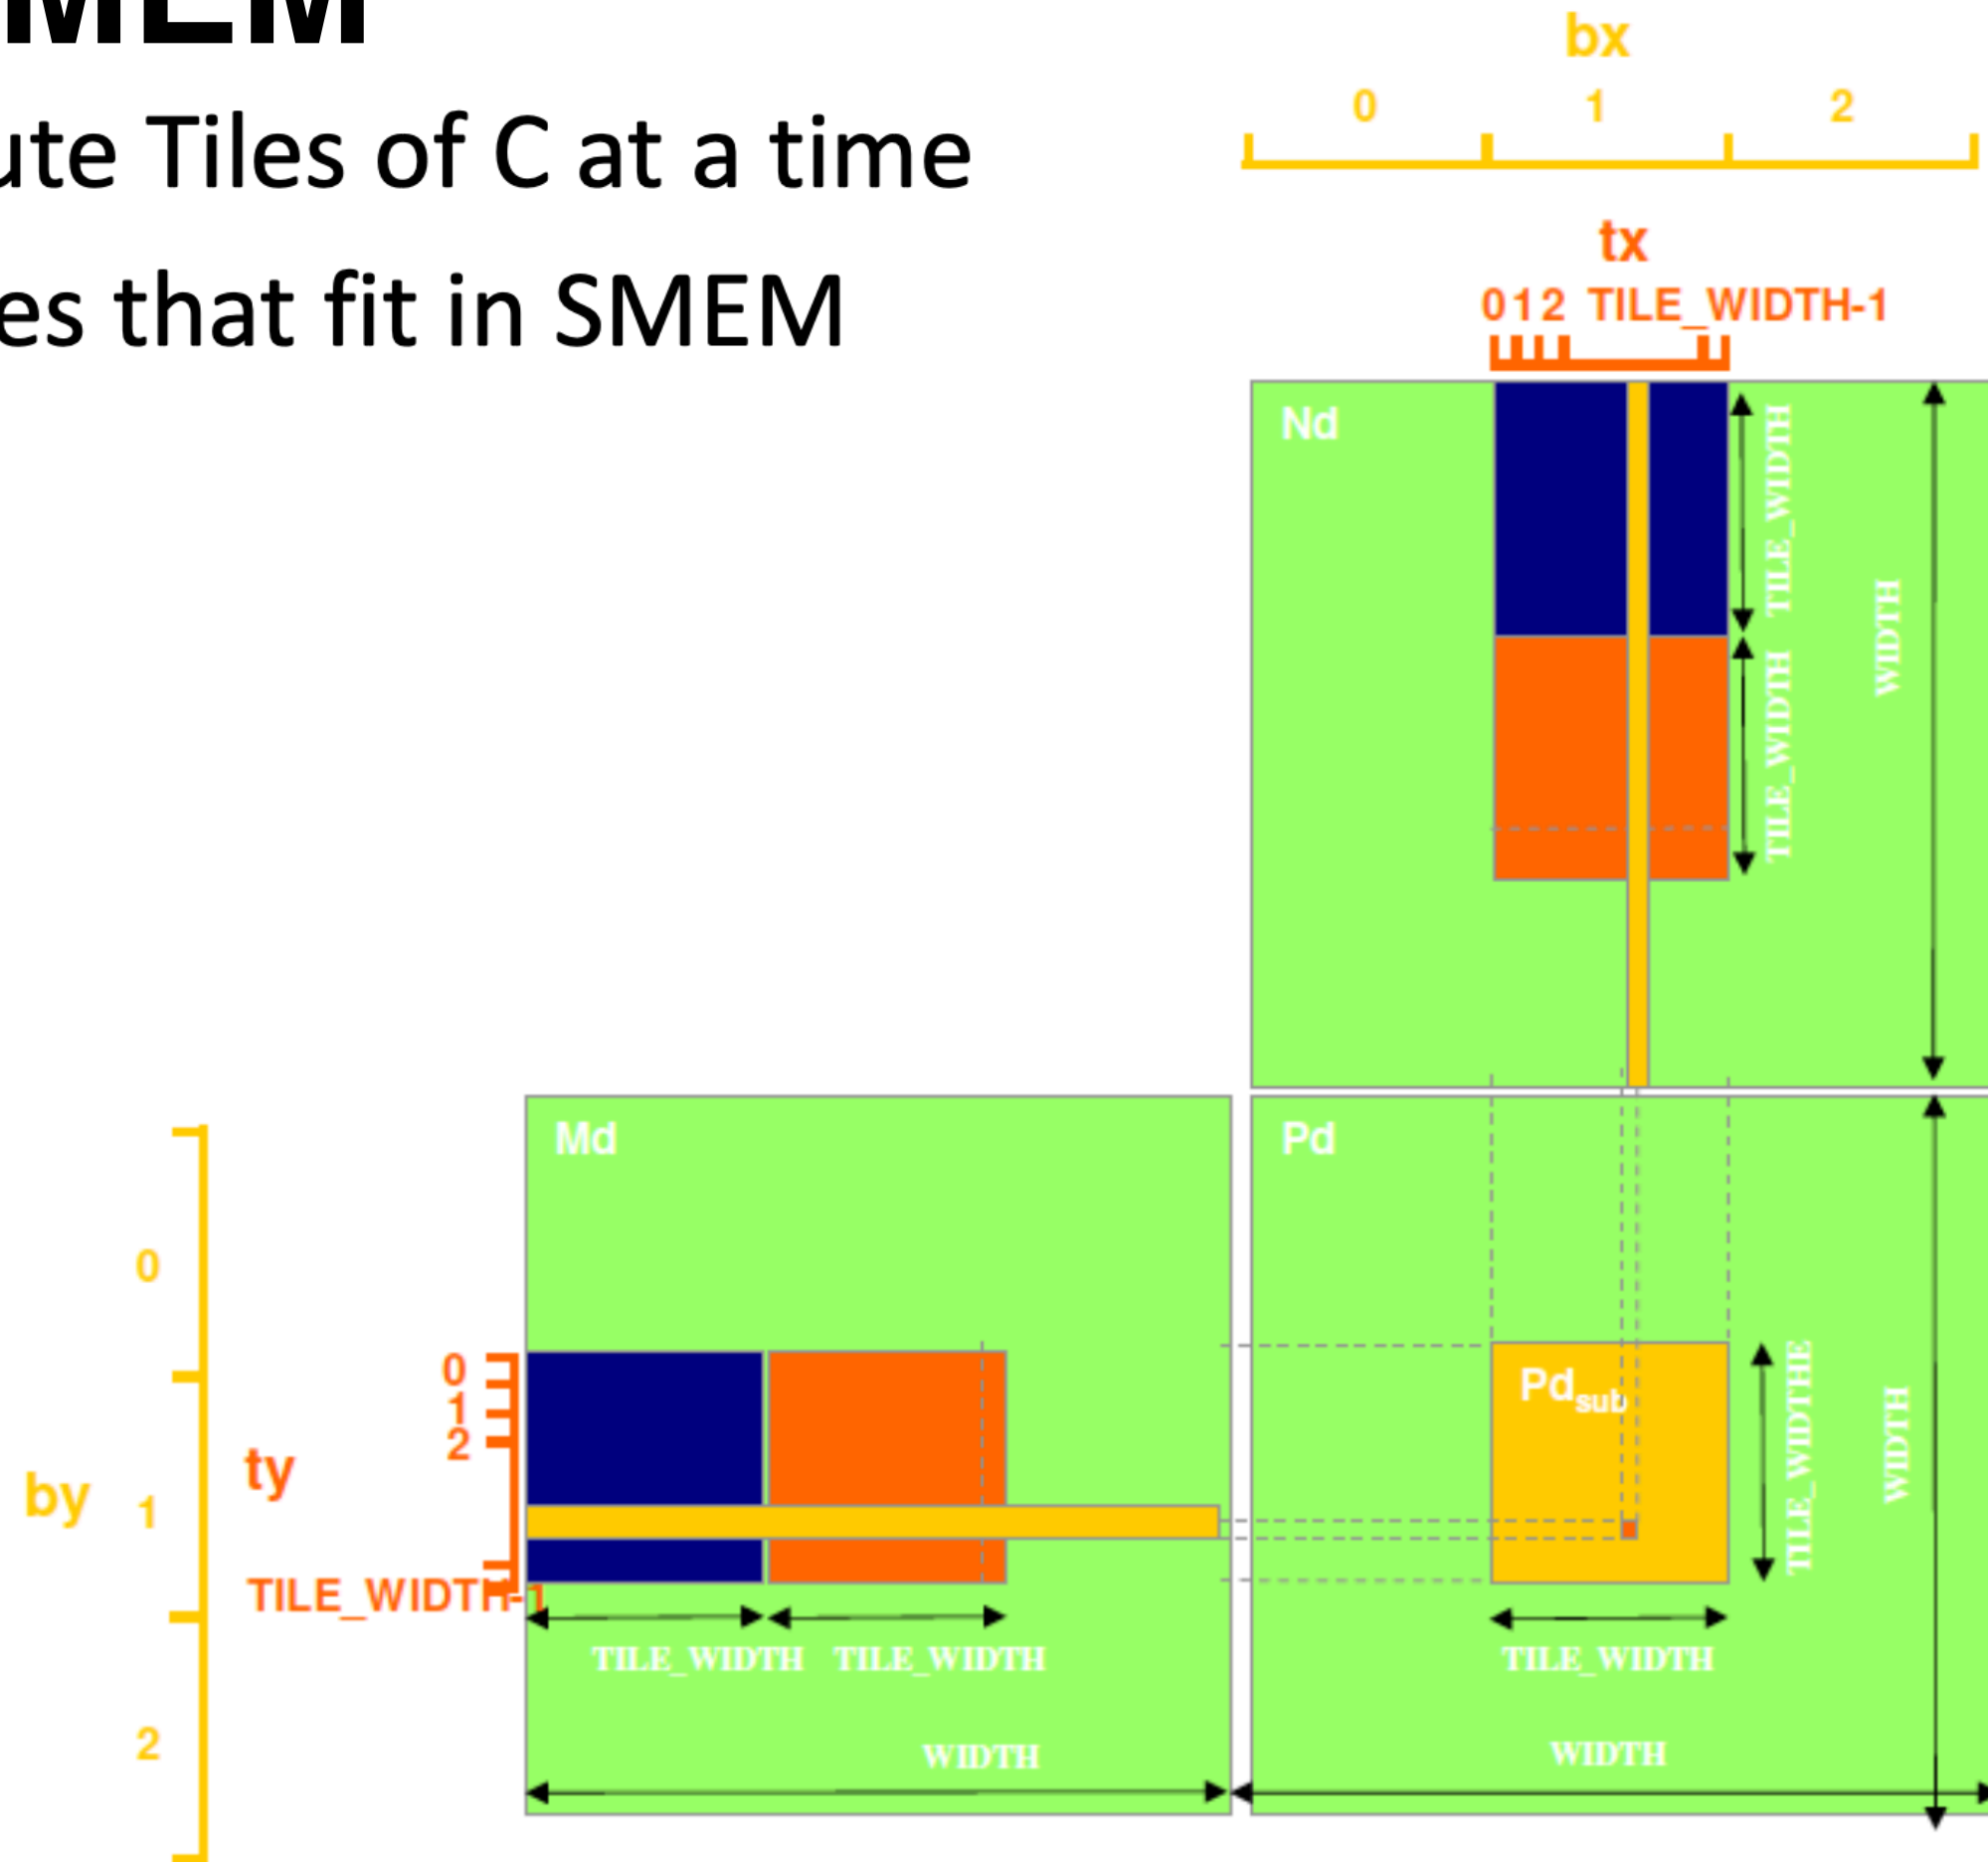 MEM
ute Tiles of C at a time
es that fit in SMEM
bx
0 1 2
tx
0 1 2 TILE_WIDTH-1
Nd
TILE_WIDTH
WIDTH
TILE_WIDTH
Md
Pd
0
0
1
2
ty
by
1
TILE_WIDTH-1
2
Pdsub
TILE_WIDTHE
WIDTH
TILE_WIDTH TILE_WIDTH
TILE_WIDTH
WIDTH
WIDTH